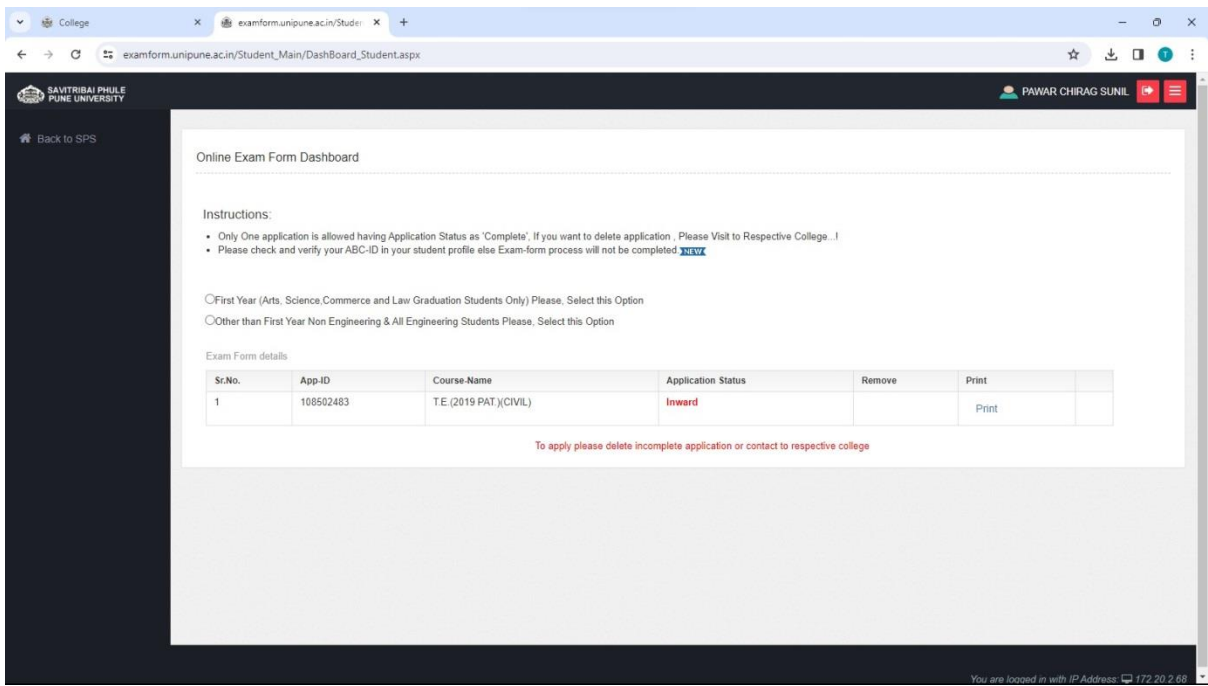 College
examform.unipune.ac.in/Studen
examform.unipune.ac.in/Student_Main/DashBoard_Student.aspx
T
SAVITRIBAI PHULE
PUNE UNIVERSITY
PAWAR CHIRAG SUNIL
Back to SPS
Online Exam Form Dashboard
Instructions:
Only One application is allowed having Application Status as 'Complete', If you want to delete application , Please Visit to Respective College...!
Please check and verify your ABC-ID in your student profile else Exam-form process will not be completed. NEW
First Year (Arts, Science,Commerce and Law Graduation Students Only) Please, Select this Option
Other than First Year Non Engineering & All Engineering Students Please, Select this Option
Exam Form details
Sr.No. App-ID Course-Name Application Status Remove Print
1 108502483 T.E.(2019 PAT.)(CIVIL) Inward Print
To apply please delete incomplete application or contact to respective college
You are logged in with IP Address: 172.20.2.68